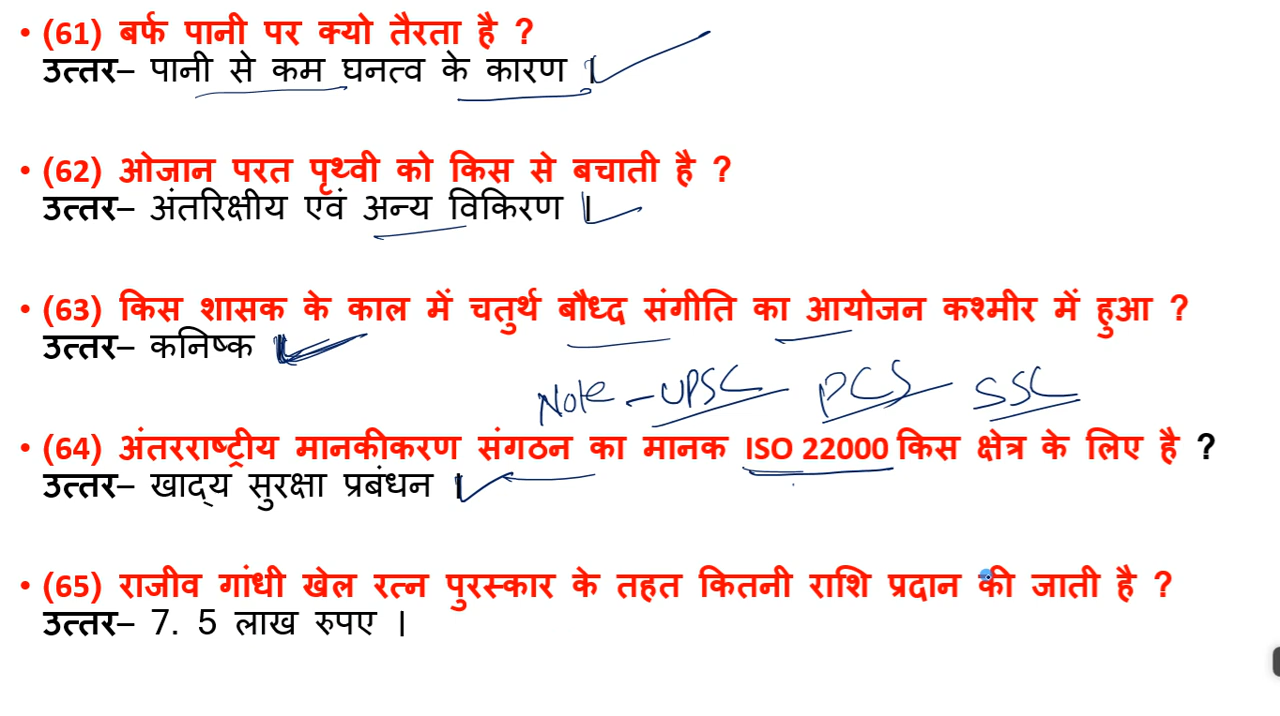 • (61) बर्फ पानी पर क्यो तैरता है ?
उत्तर– पानी से कम घनत्व के कारण ।
• (62) ओजान परत पृथ्वी को किस से बचाती है ?
उत्तर– अंतरिक्षीय एवं अन्य विकिरण ।
• (63) किस शासक के काल में चतुर्थ बौध्द संगीति का आयोजन कश्मीर में हुआ ?
उत्तर– कनिष्क
Note – UPSC PCS SSC
• (64) अंतरराष्ट्रीय मानकीकरण संगठन का मानक ISO 22000 किस क्षेत्र के लिए है ?
उत्तर– खाद्य सुरक्षा प्रबंधन ।
• (65) राजीव गांधी खेल रत्न पुरस्कार के तहत कितनी राशि प्रदान की जाती है ?
उत्तर– 7. 5 लाख रुपए ।